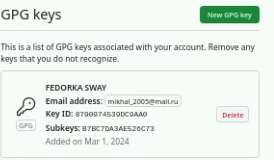 GPG keys
New GPG key
This is a list of GPG keys associated with your account. Remove any
keys that you do not recognize.
FEDORKA SWAY
Email address: mikhal_2005@mail.ru
Key ID: 8790974539DC9AA0
Subkeys: 87BC7DA3AE526C73
Delete
GPG
Added on Mar 1, 2024